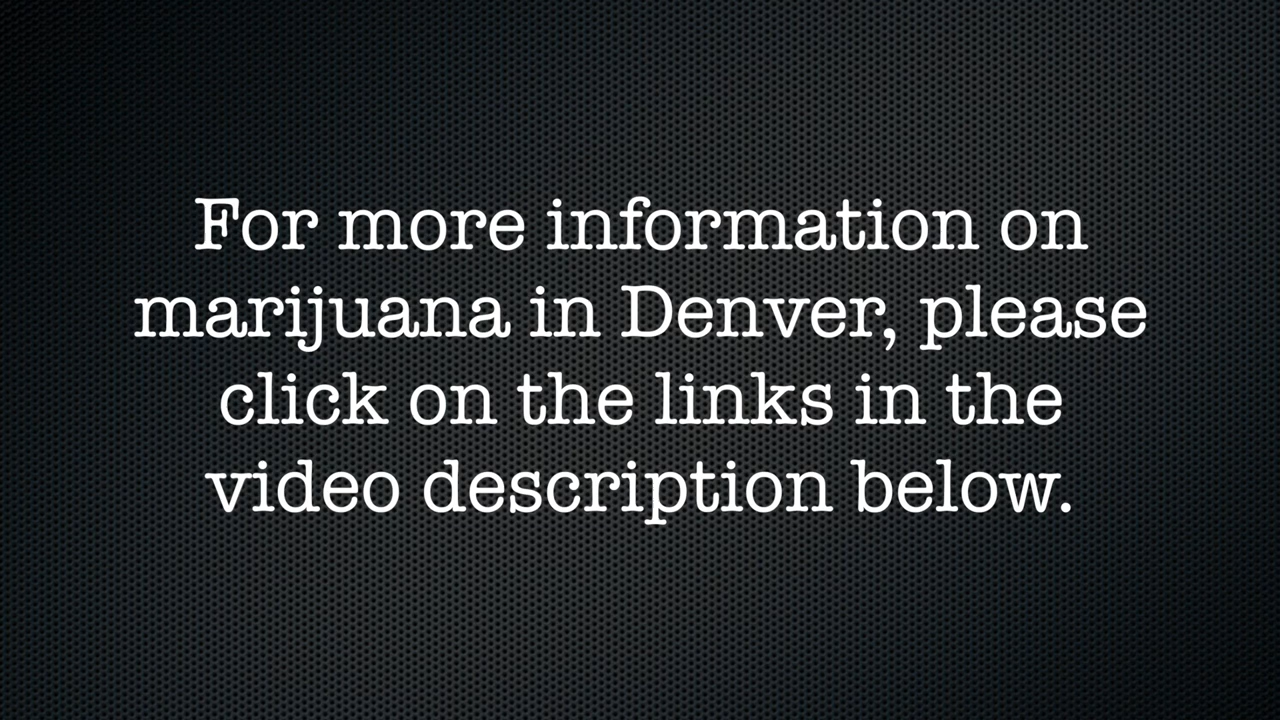 For more information on
marijuana in Denver, please
click on the links in the
video description below.